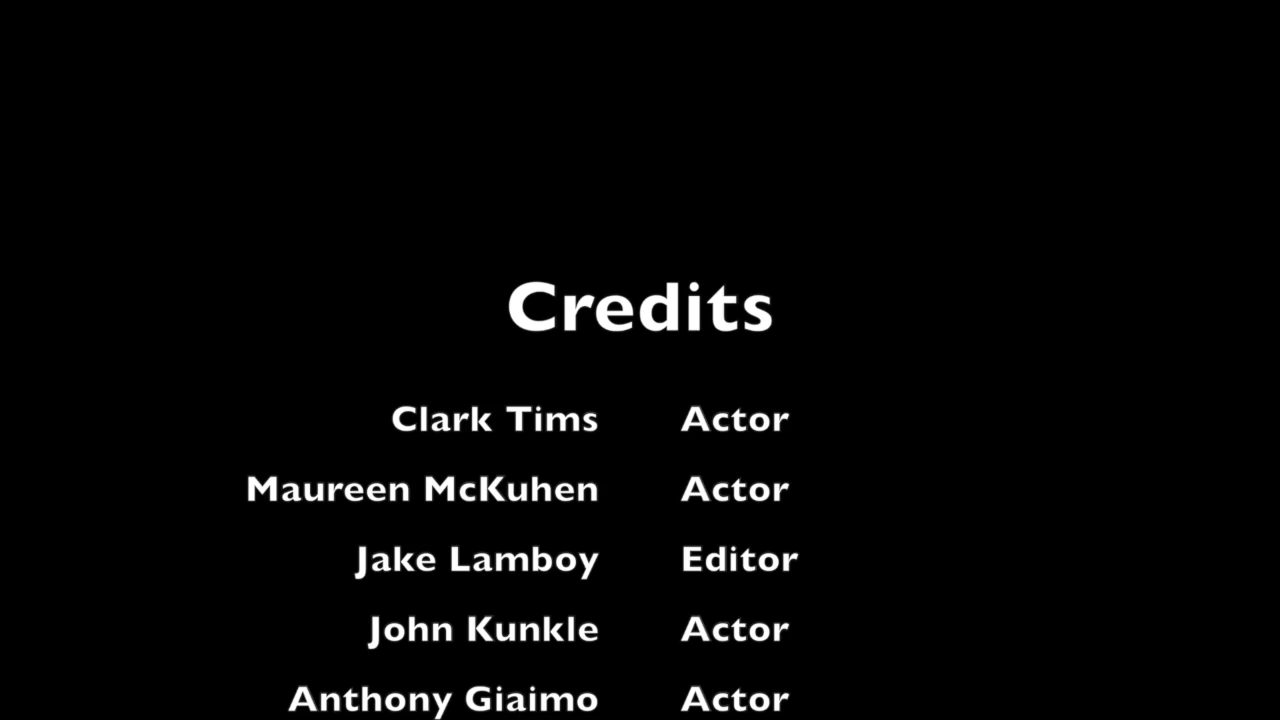 Credits
Clark Tims Actor
Maureen McKuhen Actor
Jake Lamboy Editor
John Kunkle Actor
Anthony Giaimo Actor